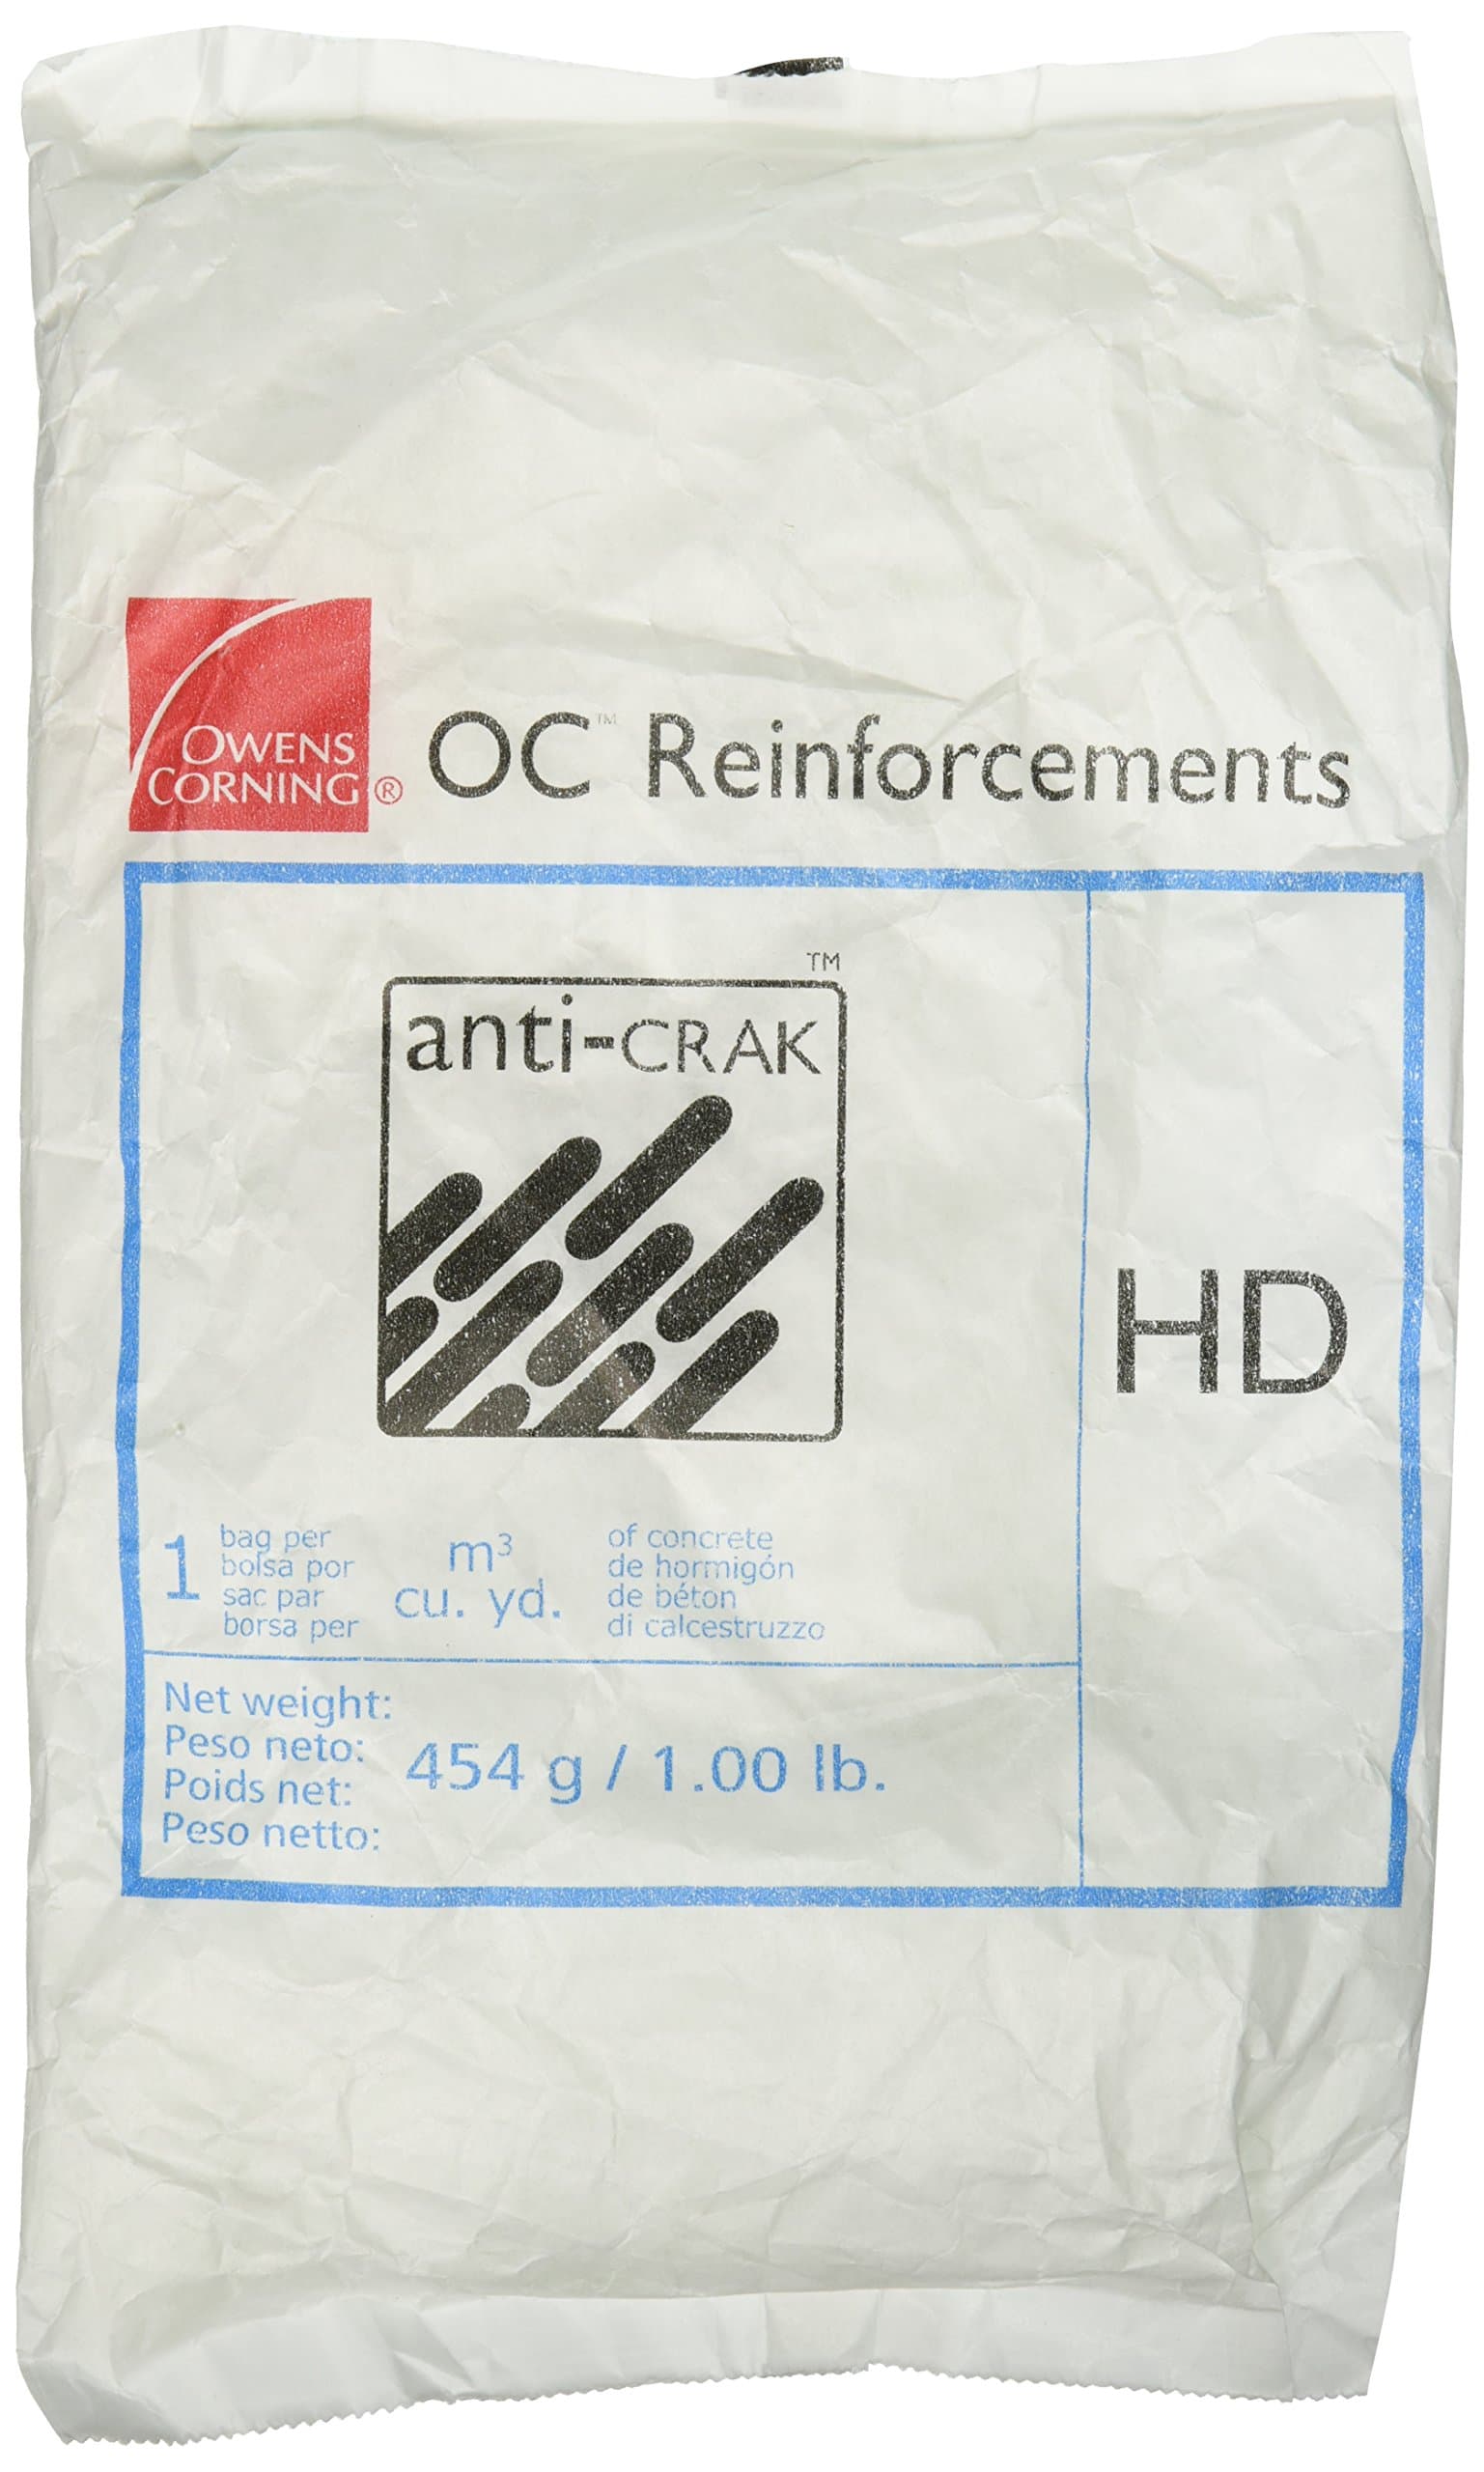 OWENS
CORNING®
OC™ Reinforcements
™
anti-CRAK
HD
1
bag per
bolsa por
sac par
borsa per
m³
cu. yd.
of concrete
de hormigón
de béton
di calcestruzzo
Net weight:
Peso neto:
Poids net:
Peso netto:
454 g / 1.00 lb.